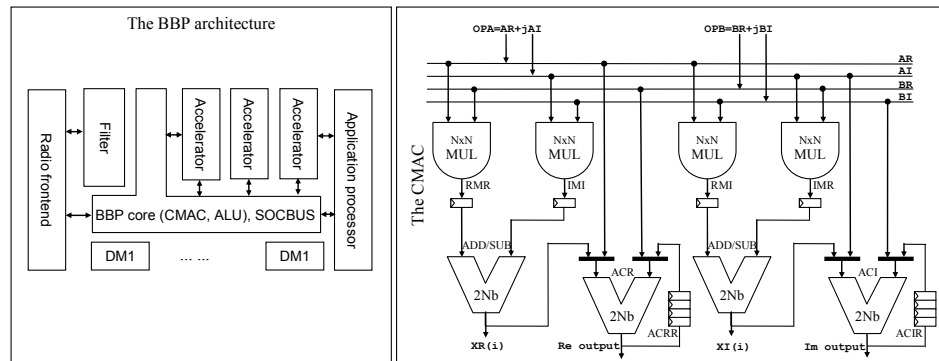 The BBP architecture
Radio frontend
Filter
Accelerator
Accelerator
Accelerator
Application processor
BBP core (CMAC, ALU), SOCBUS
DM1
... ...
DM1
The CMAC
OPA=AR+jAI
OPB=BR+jBI
AR
AI
BR
BI
NxN
MUL
NxN
MUL
NxN
MUL
NxN
MUL
RMR
IMI
RMI
IMR
ADD/SUB
ACR
ADD/SUB
ACI
2Nb
2Nb
2Nb
2Nb
ACRR
ACIR
XR(i)
Re output
XI(i)
Im output